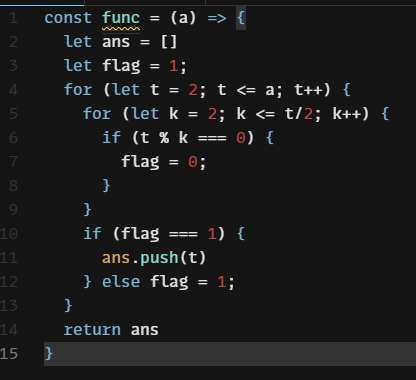 1 const func = (a) => {
2 let ans = []
3 let flag = 1;
4 for (let t = 2; t <= a; t++) {
5 for (let k = 2; k <= t/2; k++) {
6 if (t % k === 0) {
7 flag = 0;
8 }
9 }
10 if (flag === 1) {
11 ans.push(t)
12 } else flag = 1;
13 }
14 return ans
15 }